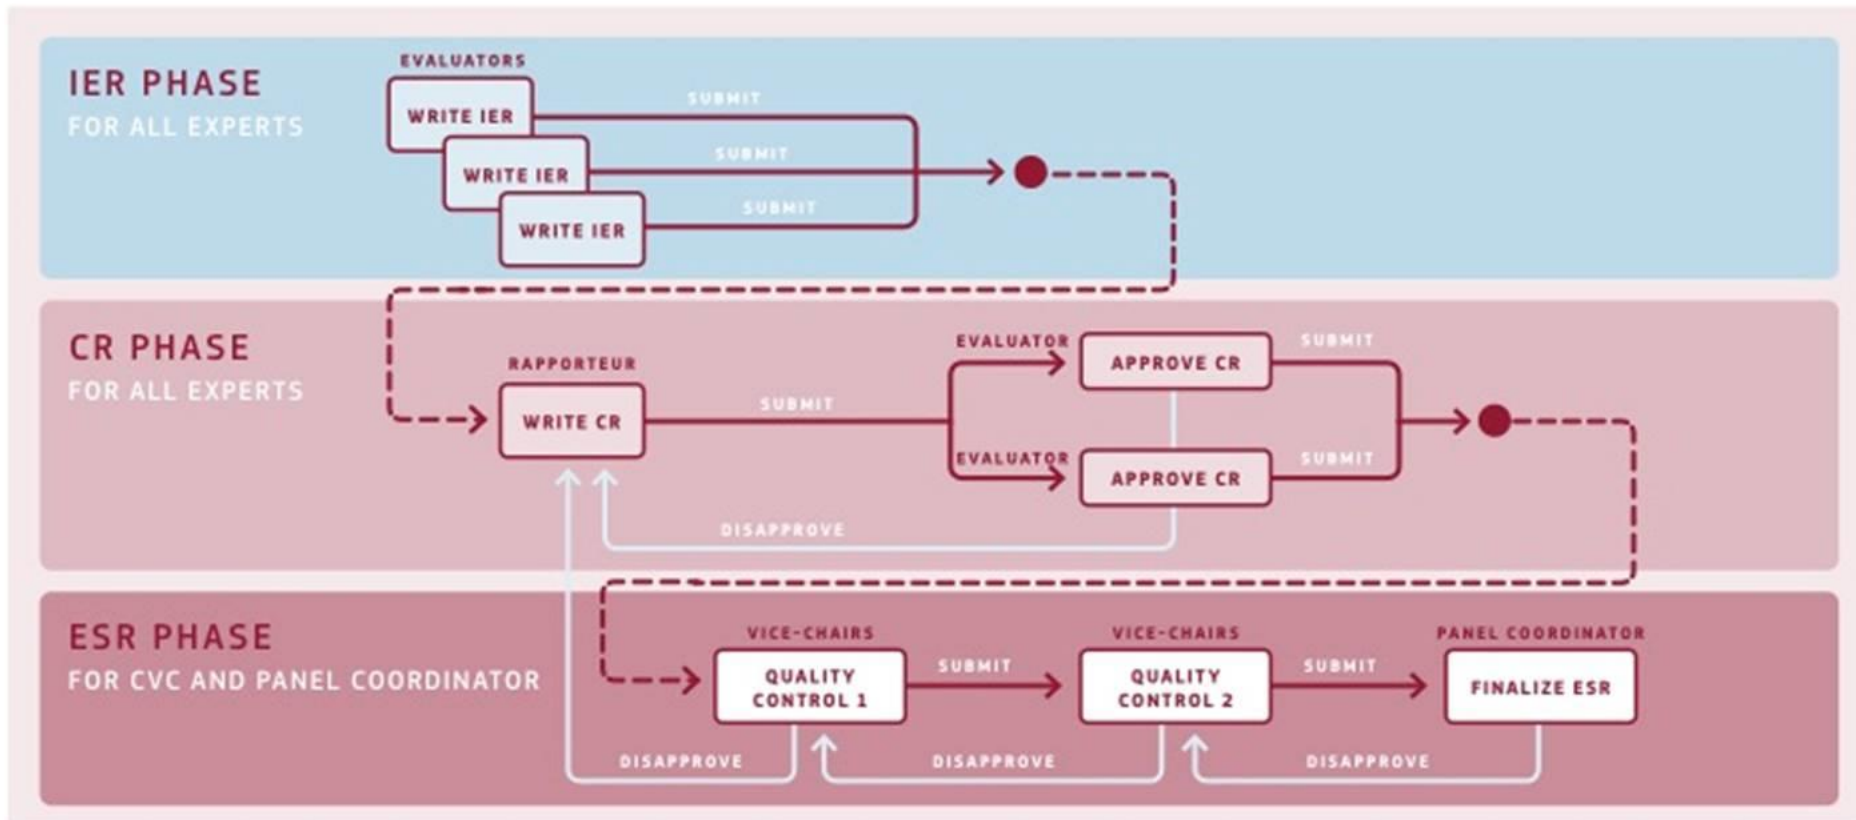 IER PHASE
FOR ALL EXPERTS
EVALUATORS
WRITE IER
SUBMIT
WRITE IER
SUBMIT
WRITE IER
SUBMIT
CR PHASE
FOR ALL EXPERTS
RAPPORTEUR
WRITE CR
SUBMIT
EVALUATOR
APPROVE CR
SUBMIT
EVALUATOR
APPROVE CR
SUBMIT
DISAPPROVE
ESR PHASE
FOR CVC AND PANEL COORDINATOR
VICE-CHAIRS
QUALITY
CONTROL 1
SUBMIT
VICE-CHAIRS
QUALITY
CONTROL 2
SUBMIT
PANEL COORDINATOR
FINALIZE ESR
DISAPPROVE
DISAPPROVE
DISAPPROVE